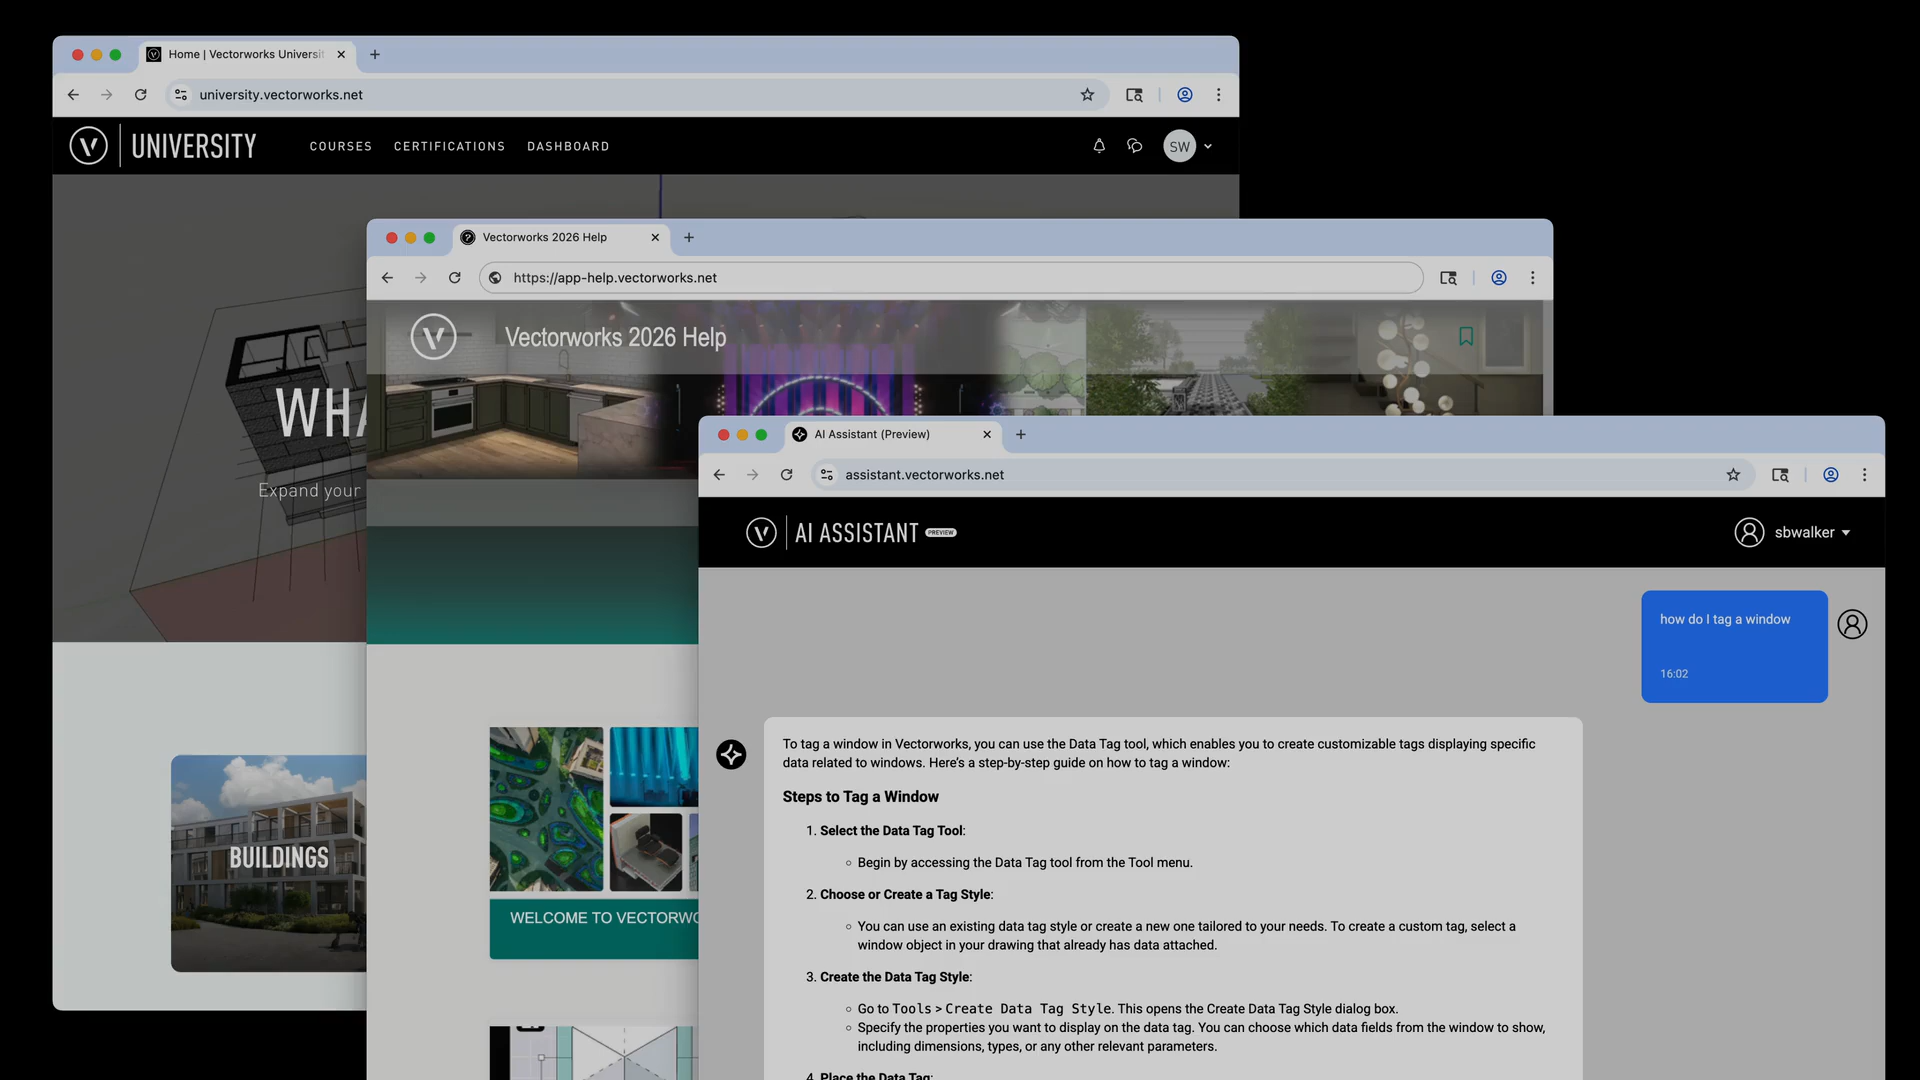 Home | Vectorworks Universit
university.vectorworks.net
UNIVERSITY
COURSES CERTIFICATIONS DASHBOARD
SW
WHA
Expand your
BUILDINGS
Vectorworks 2026 Help
https://app-help.vectorworks.net
Vectorworks 2026 Help
WELCOME TO VECTORWO
AI Assistant (Preview)
assistant.vectorworks.net
AI ASSISTANT PREVIEW
sbwalker
how do I tag a window
16:02
To tag a window in Vectorworks, you can use the Data Tag tool, which enables you to create customizable tags displaying specific
data related to windows. Here's a step-by-step guide on how to tag a window:
Steps to Tag a Window
1. Select the Data Tag Tool:
Begin by accessing the Data Tag tool from the Tool menu.
2. Choose or Create a Tag Style:
You can use an existing data tag style or create a new one tailored to your needs. To create a custom tag, select a
window object in your drawing that already has data attached.
3. Create the Data Tag Style:
Go to Tools > Create Data Tag Style. This opens the Create Data Tag Style dialog box.
Specify the properties you want to display on the data tag. You can choose which data fields from the window to show,
including dimensions, types, or any other relevant parameters.
4. Place the Data Tag: